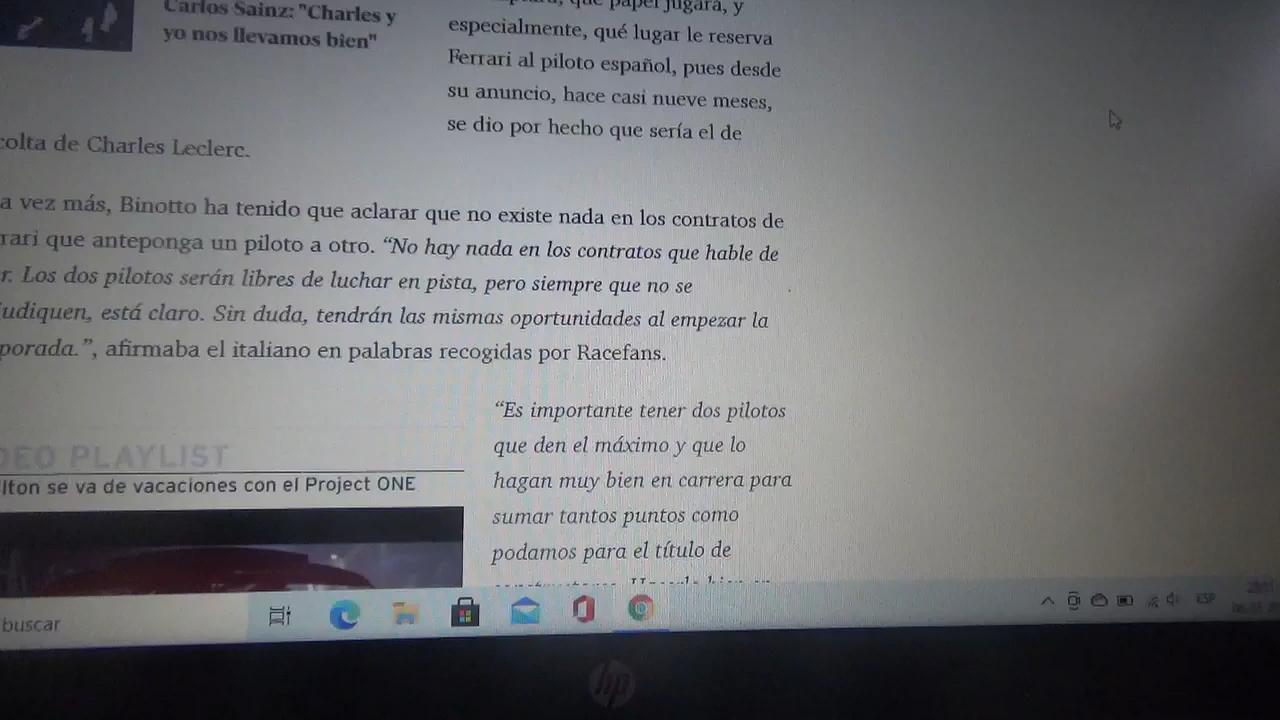 Carlos Sainz: "Charles y
yo nos llevamos bien"
que papel jugará, y
especialmente, qué lugar le reserva
Ferrari al piloto español, pues desde
su anuncio, hace casi nueve meses,
se dio por hecho que sería el de
colta de Charles Leclerc.
a vez más, Binotto ha tenido que aclarar que no existe nada en los contratos de
rari que anteponga un piloto a otro. “No hay nada en los contratos que hable de
r. Los dos pilotos serán libres de luchar en pista, pero siempre que no se
judiquen, está claro. Sin duda, tendrán las mismas oportunidades al empezar la
porada.”, afirmaba el italiano en palabras recogidas por Racefans.
DEO PLAYLIST
lton se va de vacaciones con el Project ONE
“Es importante tener dos pilotos
que den el máximo y que lo
hagan muy bien en carrera para
sumar tantos puntos como
podamos para el título de
buscar
ESP
hp